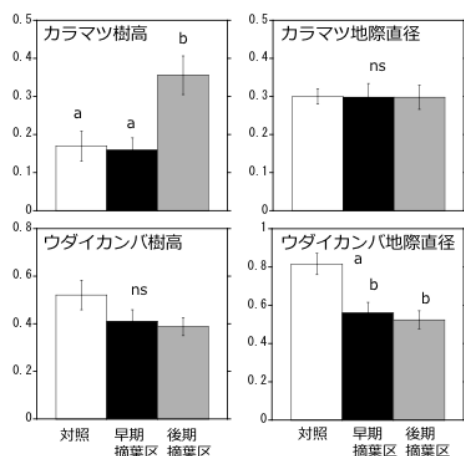 カラマツ樹高
0.5
0.4
0.3
0.2
0.1
0
a
a
b
カラマツ地際直径
0.5
0.4
0.3
0.2
0.1
0
ns
ウダイカンバ樹高
0.8
0.6
0.4
0.2
0
ns
対照
早期
摘葉区
後期
摘葉区
ウダイカンバ地際直径
1
0.8
0.6
0.4
0.2
0
a
b
b
対照
早期
摘葉区
後期
摘葉区